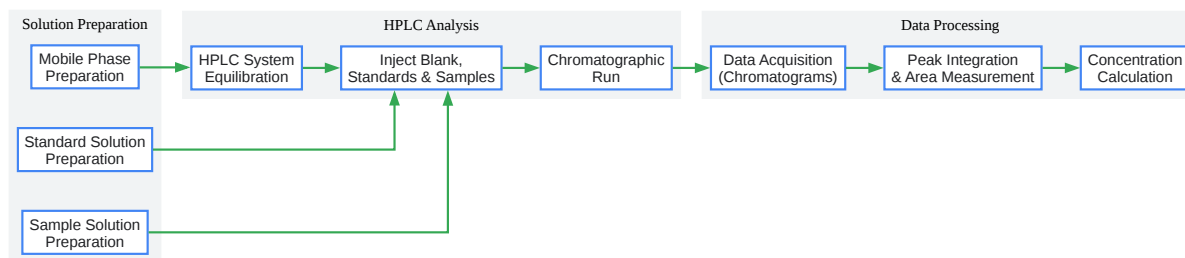 Solution Preparation
Mobile Phase
Preparation
Standard Solution
Preparation
Sample Solution
Preparation
HPLC Analysis
HPLC System
Equilibration
Inject Blank,
Standards & Samples
Chromatographic
Run
Data Processing
Data Acquisition
(Chromatograms)
Peak Integration
& Area Measurement
Concentration
Calculation